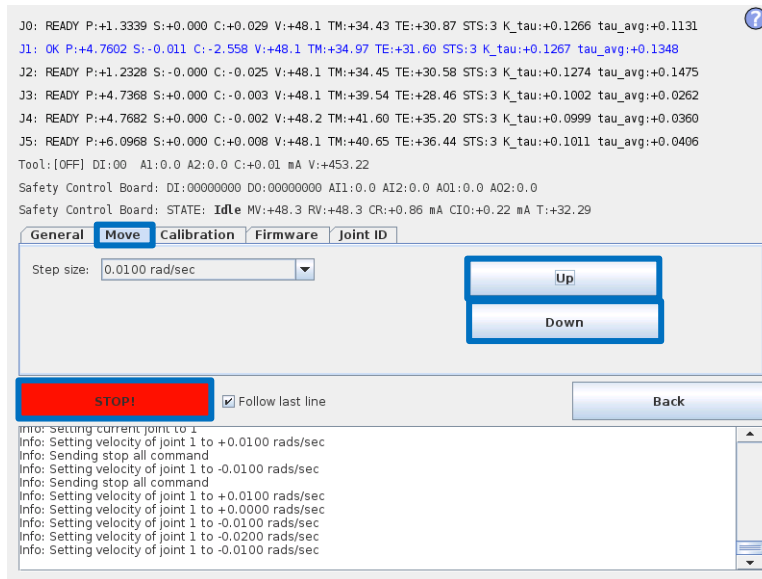 J0: READY P:+1.3339 S:+0.000 C:+0.029 V:+48.1 TM:+34.43 TE:+30.87 STS:3 K_tau:+0.1266 tau_avg:+0.1131
?
J1: OK P:+4.7602 S:-0.011 C:-2.558 V:+48.1 TM:+34.97 TE:+31.60 STS:3 K_tau:+0.1267 tau_avg:+0.1348
J2: READY P:+1.2328 S:-0.000 C:-0.025 V:+48.1 TM:+34.45 TE:+30.58 STS:3 K_tau:+0.1274 tau_avg:+0.1475
J3: READY P:+4.7368 S:+0.000 C:-0.003 V:+48.2 TM:+39.54 TE:+28.46 STS:3 K_tau:+0.1002 tau_avg:+0.0262
J4: READY P:+4.7682 S:+0.000 C:-0.002 V:+48.2 TM:+41.60 TE:+35.20 STS:3 K_tau:+0.0999 tau_avg:+0.0360
J5: READY P:+6.0968 S:+0.000 C:+0.008 V:+48.1 TM:+40.65 TE:+36.44 STS:3 K_tau:+0.1011 tau_avg:+0.0406
Tool:[OFF] DI:00 A1:0.0 A2:0.0 C:+0.01 mA V:+453.22
Safety Control Board: DI:00000000 DO:00000000 AI1:0.0 AI2:0.0 AO1:0.0 AO2:0.0
Safety Control Board: STATE: Idle MV:+48.3 RV:+48.3 CR:+0.86 mA CIO:+0.22 mA T:+32.29
General Move Calibration Firmware Joint ID
Step size: 0.0100 rad/sec
Up
Down
STOP! Follow last line Back
Info: Setting current joint to 1
Info: Setting velocity of joint 1 to +0.0100 rads/sec
Info: Sending stop all command
Info: Setting velocity of joint 1 to -0.0100 rads/sec
Info: Sending stop all command
Info: Setting velocity of joint 1 to +0.0100 rads/sec
Info: Setting velocity of joint 1 to +0.0000 rads/sec
Info: Setting velocity of joint 1 to -0.0100 rads/sec
Info: Setting velocity of joint 1 to -0.0200 rads/sec
Info: Setting velocity of joint 1 to -0.0100 rads/sec